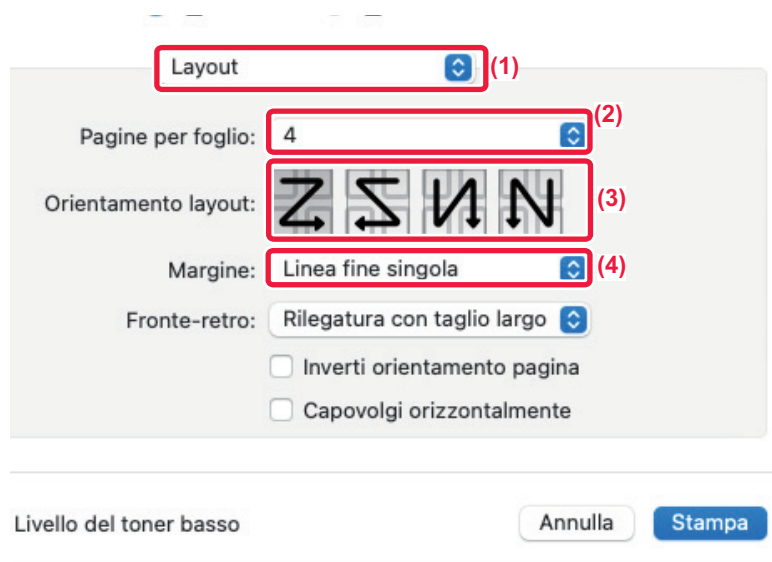 Layout (1)
Pagine per foglio: 4 (2)
Orientamento layout: (3)
Margine: Linea fine singola (4)
Fronte-retro: Rilegatura con taglio largo
Inverti orientamento pagina
Capovolgi orizzontalmente
Livello del toner basso Annulla Stampa